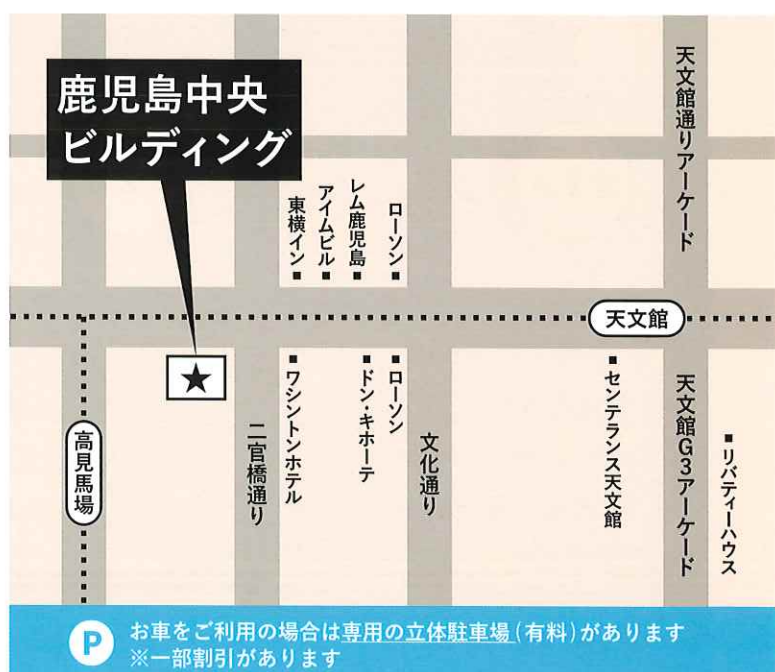 鹿児島中央
ビルディング
天文館通りアーケード
東横イン
アイムビル
レム鹿児島
ローソン
天文館
高見馬場
二官橋通り
ワシントンホテル
ドン・キホーテ
ローソン
文化通り
センテランス天文館
天文館G3アーケード
リバティーハウス
P
お車をご利用の場合は専用の立体駐車場(有料)があります
※一部割引があります